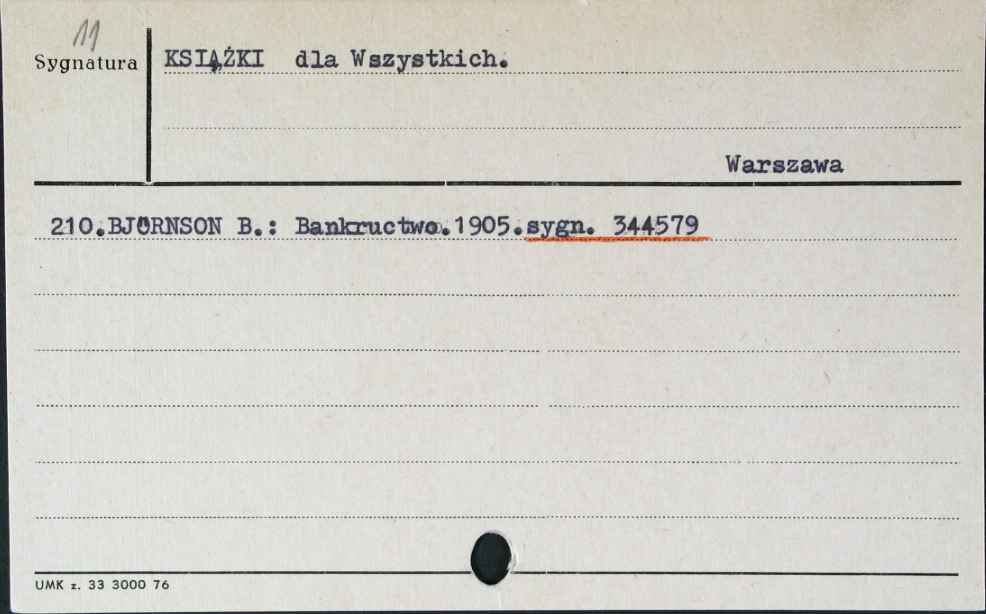 11
Sygnatura
KSIĄŻKI dla Wszystkich.
Warszawa
210.BJÖRNSON B.: Bankructwo.1905.sygn. 344579
UMK z. 33 3000 76